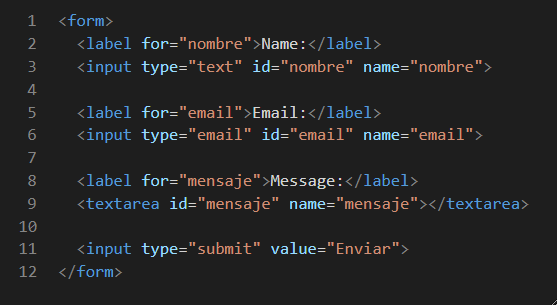 1 <form>
2 <label for="nombre">Name:</label>
3 <input type="text" id="nombre" name="nombre">
4
5 <label for="email">Email:</label>
6 <input type="email" id="email" name="email">
7
8 <label for="mensaje">Message:</label>
9 <textarea id="mensaje" name="mensaje"></textarea>
10
11 <input type="submit" value="Enviar">
12 </form>